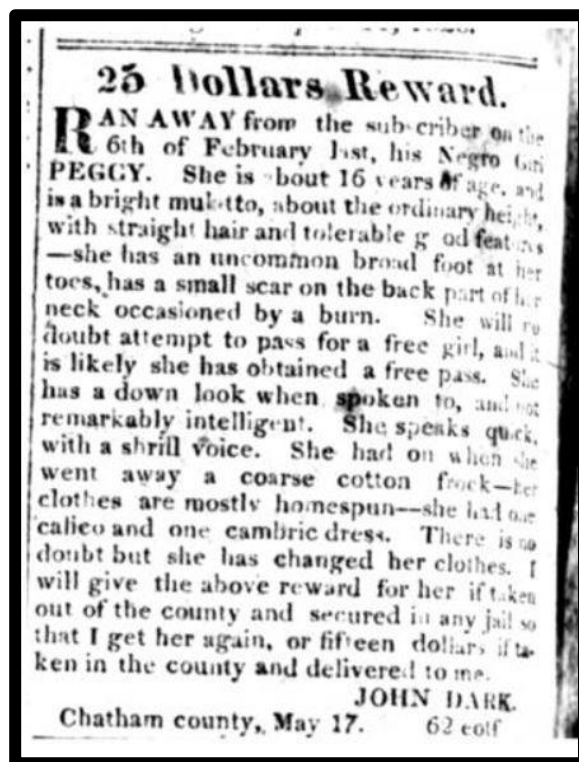 25 Dollars Reward.
RAN AWAY from the subscriber on the
6th of February last, his Negro Girl
PEGGY. She is about 16 years of age, and
is a bright mulatto, about the ordinary height,
with straight hair and tolerable good features
—she has an uncommon broad foot at her
toes, has a small scar on the back part of her
neck occasioned by a burn. She will no
doubt attempt to pass for a free girl, and it
is likely she has obtained a free pass. She
has a down look when spoken to, and not
remarkably intelligent. She speaks quick,
with a shrill voice. She had on when she
went away a coarse cotton frock—her
clothes are mostly homespun—she had one
calico and one cambric dress. There is no
doubt but she has changed her clothes. I
will give the above reward for her if taken
out of the county and secured in any jail so
that I get her again, or fifteen dollars if ta-
ken in the county and delivered to me.
JOHN DARK.
Chatham county, May 17. 62 eotf